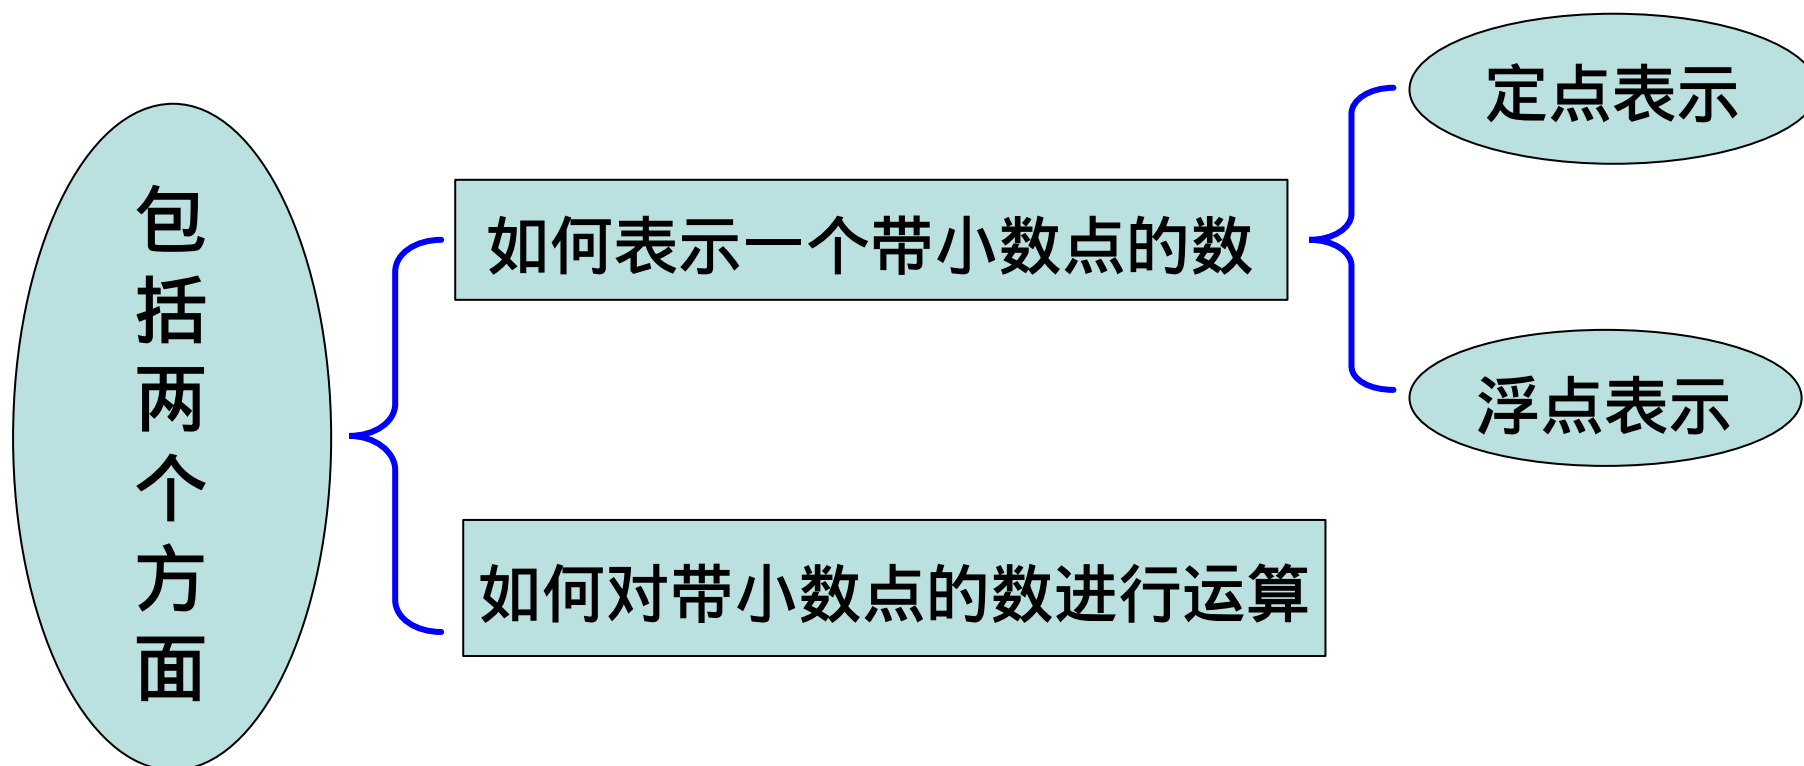 包括两个方面
如何表示一个带小数点的数
定点表示
浮点表示
如何对带小数点的数进行运算